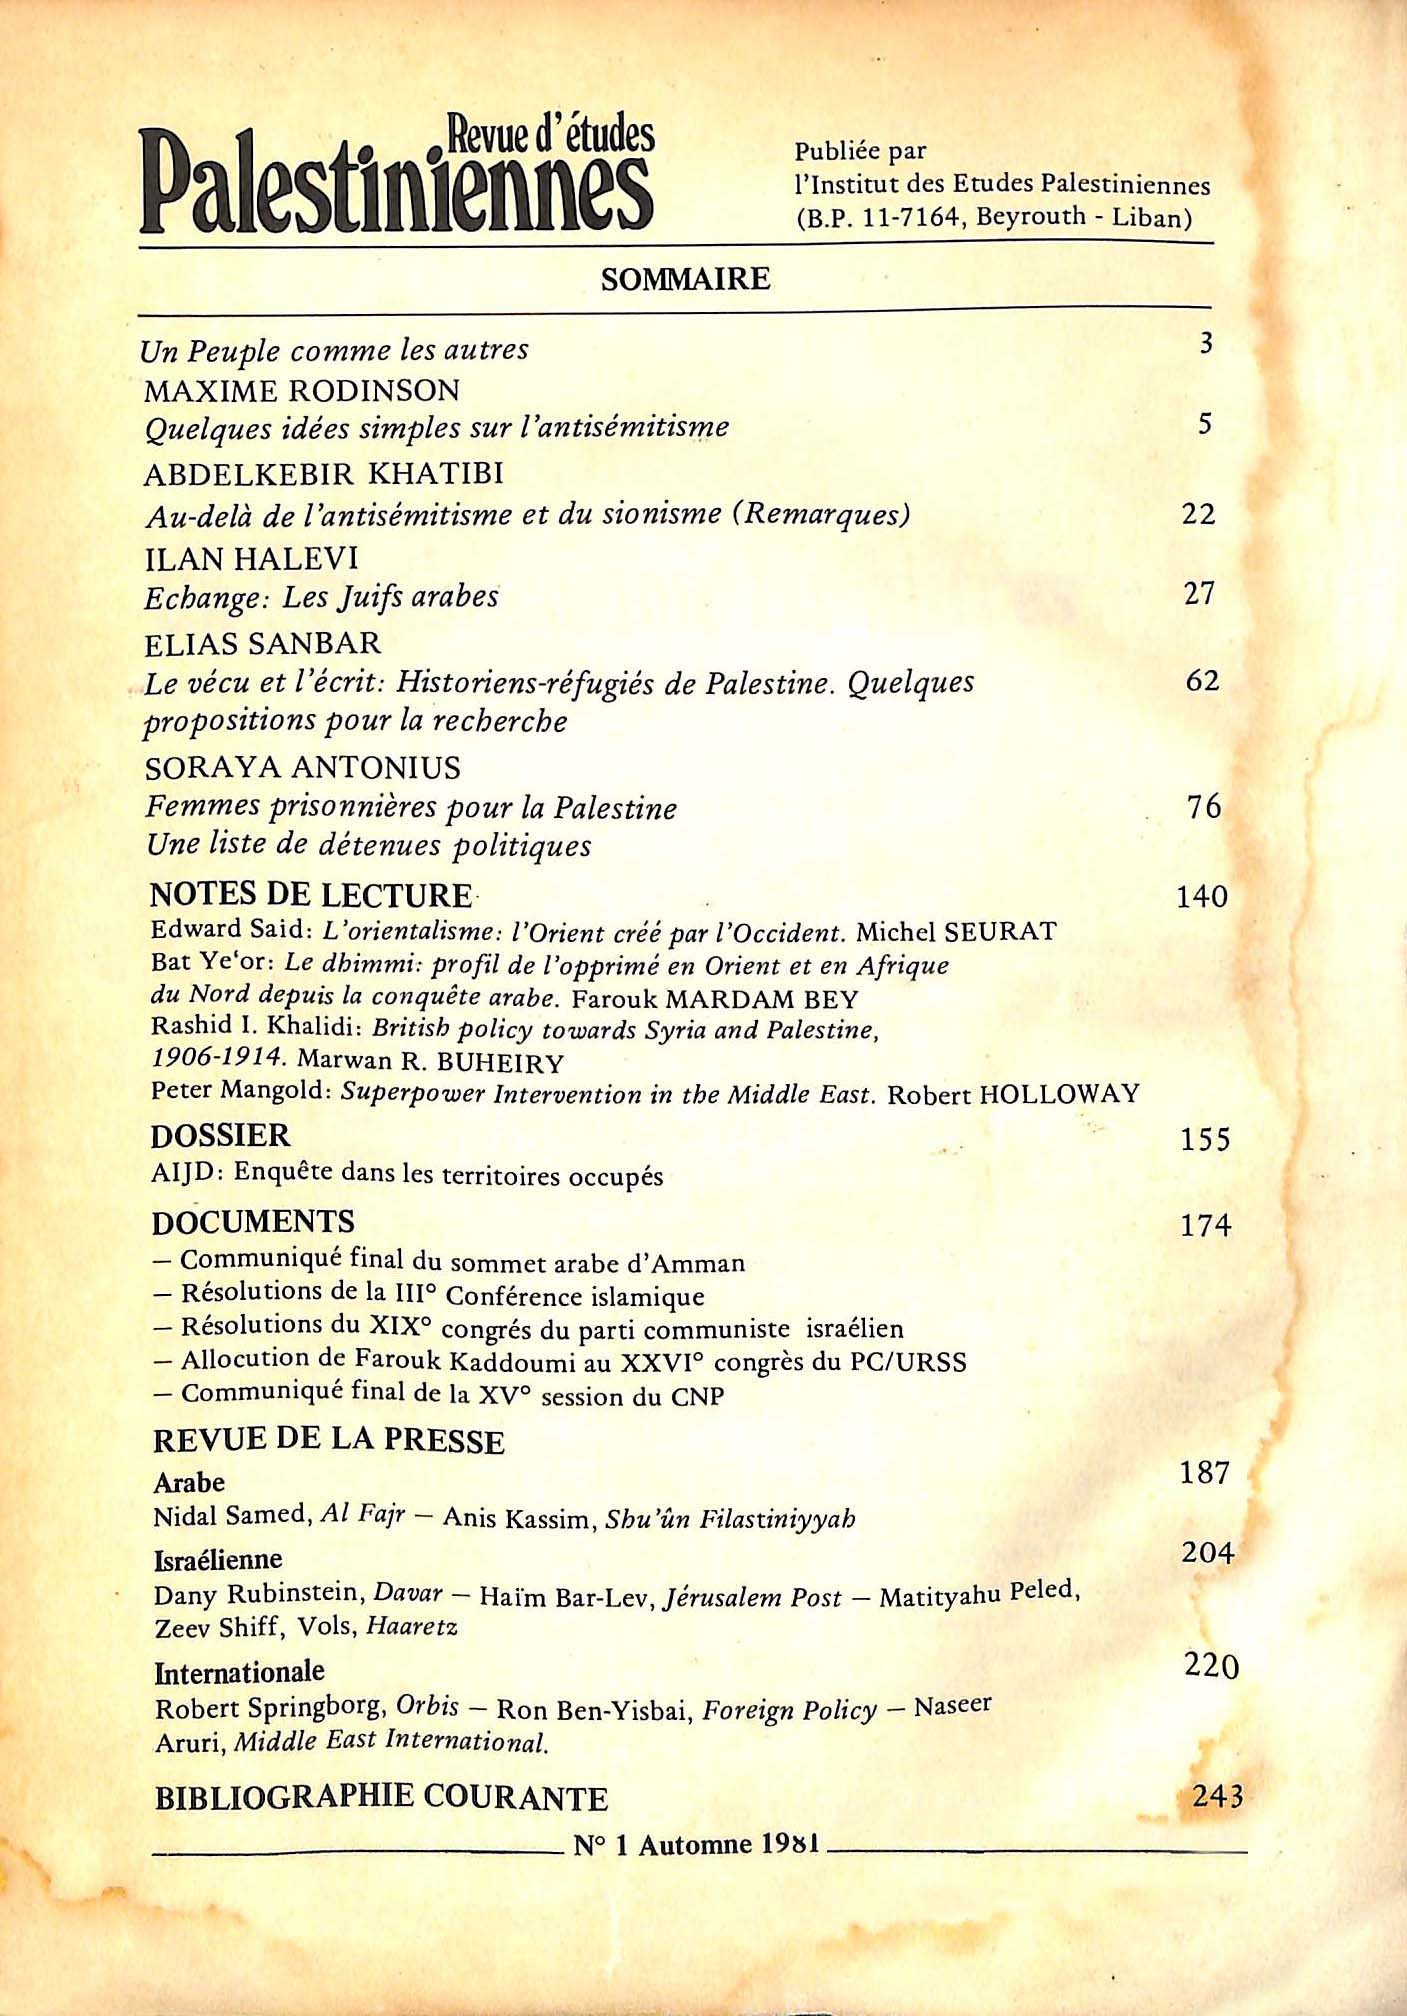 Revue d'études
Palestiniennes
Publiée par
l'Institut des Etudes Palestiniennes
(B.P. 11-7164, Beyrouth - Liban)
SOMMAIRE
Un Peuple comme les autres 3
MAXIME RODINSON
Quelques idées simples sur l'antisémitisme 5
ABDELKEBIR KHATIBI
Au-delà de l'antisémitisme et du sionisme (Remarques) 22
ILAN HALEVI
Echange: Les Juifs arabes 27
ELIAS SANBAR
Le vécu et l'écrit: Historiens-réfugiés de Palestine. Quelques 62
propositions pour la recherche
SORAYA ANTONIUS
Femmes prisonnières pour la Palestine 76
Une liste de détenues politiques
NOTES DE LECTURE 140
Edward Said: L'orientalisme: l'Orient créé par l'Occident. Michel SEURAT
Bat Ye‘or: Le dhimmi: profil de l'opprimé en Orient et en Afrique
du Nord depuis la conquête arabe. Farouk MARDAM BEY
Rashid I. Khalidi: British policy towards Syria and Palestine,
1906-1914. Marwan R. BUHEIRY
Peter Mangold: Superpower Intervention in the Middle East. Robert HOLLOWAY
DOSSIER 155
AIJD: Enquête dans les territoires occupés
DOCUMENTS 174
— Communiqué final du sommet arabe d'Amman
— Résolutions de la III° Conférence islamique
— Résolutions du XIX° congrés du parti communiste israélien
— Allocution de Farouk Kaddoumi au XXVI° congrès du PC/URSS
— Communiqué final de la XV° session du CNP
REVUE DE LA PRESSE
Arabe 187
Nidal Samed, Al Fajr — Anis Kassim, Shu'ûn Filastiniyyah
Israélienne 204
Dany Rubinstein, Davar — Haïm Bar-Lev, Jérusalem Post — Matityahu Peled,
Zeev Shiff, Vols, Haaretz
Internationale 220
Robert Springborg, Orbis — Ron Ben-Yisbai, Foreign Policy — Naseer
Aruri, Middle East International.
BIBLIOGRAPHIE COURANTE 243
N° 1 Automne 1981